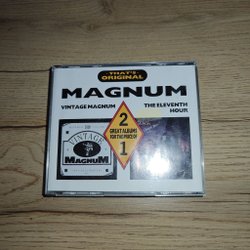 THAT'S
ORIGINAL
MAGNUM
VINTAGE MAGNUM
THE ELEVENTH
HOUR
2
GREAT ALBUMS
FOR THE PRICE OF
1
VINTAGE
MAGNUM